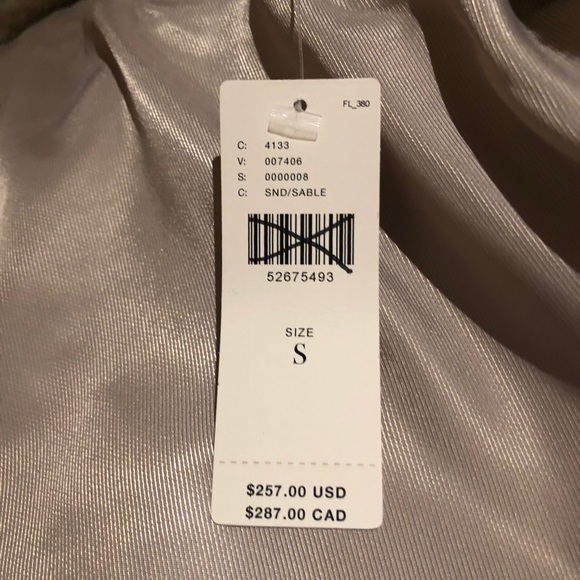 FL_380
C: 4133
V: 007406
S: 0000008
C: SND/SABLE
52675493
SIZE
S
$257.00 USD
$287.00 CAD